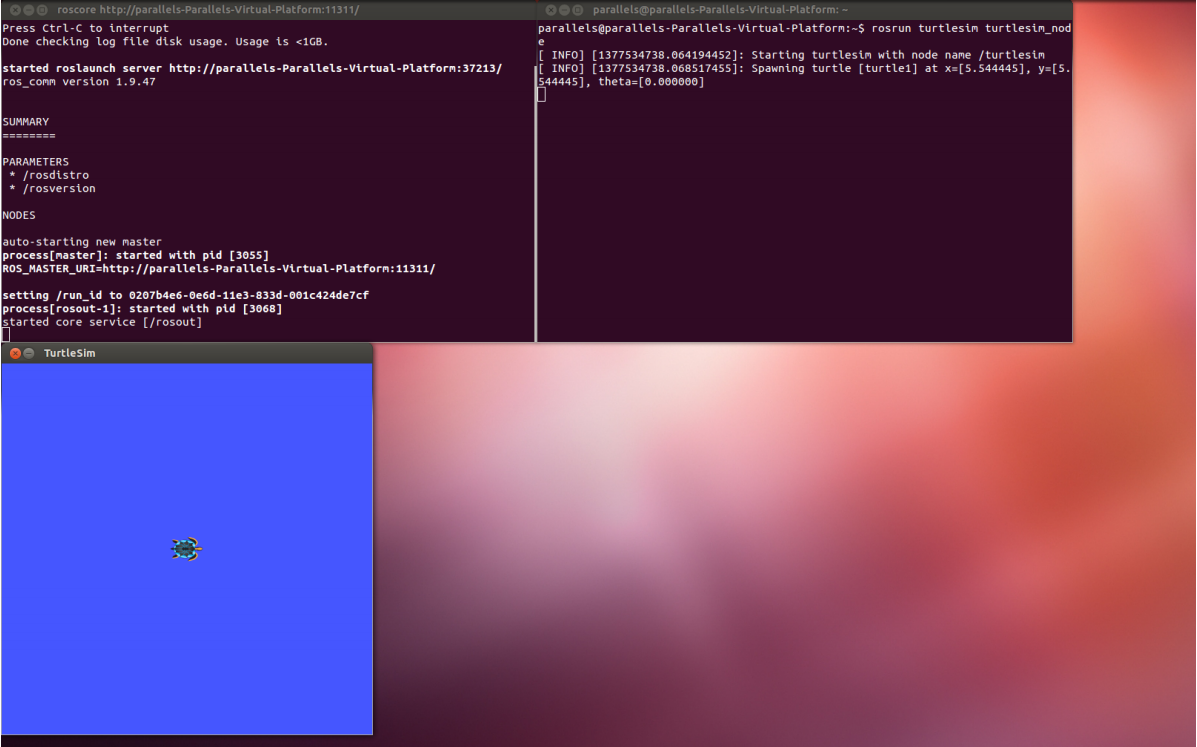 roscore http://parallels-Parallels-Virtual-Platform:11311/
Press Ctrl-C to interrupt
Done checking log file disk usage. Usage is <1GB.
started roslaunch server http://parallels-Parallels-Virtual-Platform:37213/
ros_comm version 1.9.47
SUMMARY
========
PARAMETERS
* /rosdistro
* /rosversion
NODES
auto-starting new master
process[master]: started with pid [3055]
ROS_MASTER_URI=http://parallels-Parallels-Virtual-Platform:11311/
setting /run_id to 0207b4e6-0e6d-11e3-833d-001c424de7cf
process[rosout-1]: started with pid [3068]
started core service [/rosout]
parallels@parallels-Parallels-Virtual-Platform: ~
parallels@parallels-Parallels-Virtual-Platform:~$ rosrun turtlesim turtlesim_nod
e
[ INFO] [1377534738.064194452]: Starting turtlesim with node name /turtlesim
[ INFO] [1377534738.068517455]: Spawning turtle [turtle1] at x=[5.544445], y=[5.
544445], theta=[0.000000]
TurtleSim